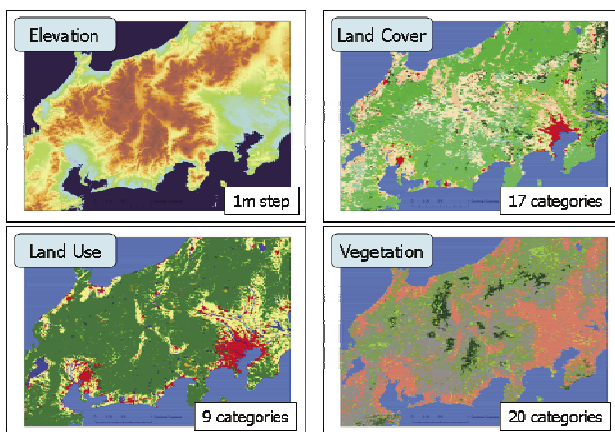 Elevation
1m step
Land Cover
17 categories
Land Use
9 categories
Vegetation
20 categories